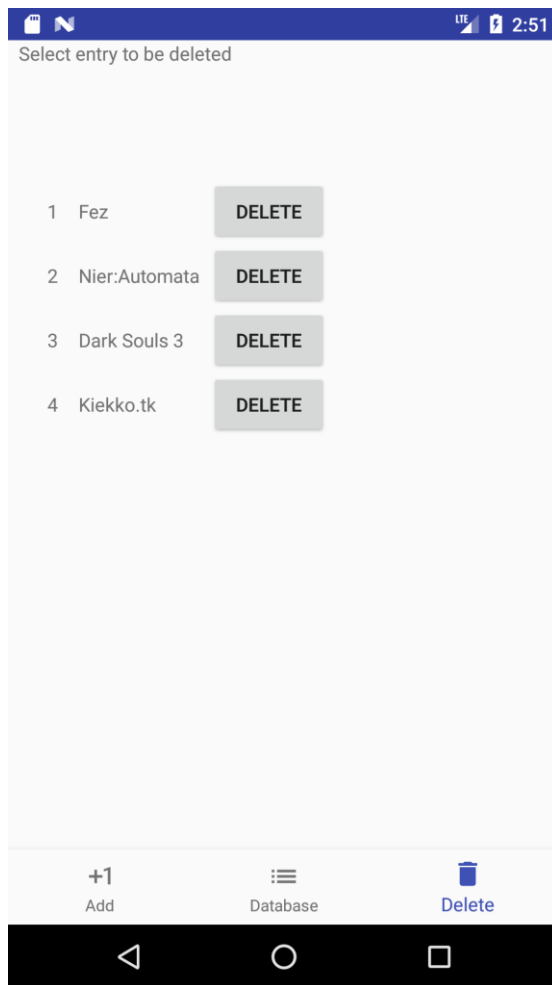 LTE 2:51
Select entry to be deleted
1 Fez DELETE
2 Nier:Automata DELETE
3 Dark Souls 3 DELETE
4 Kiekko.tk DELETE
+1
Add Database Delete